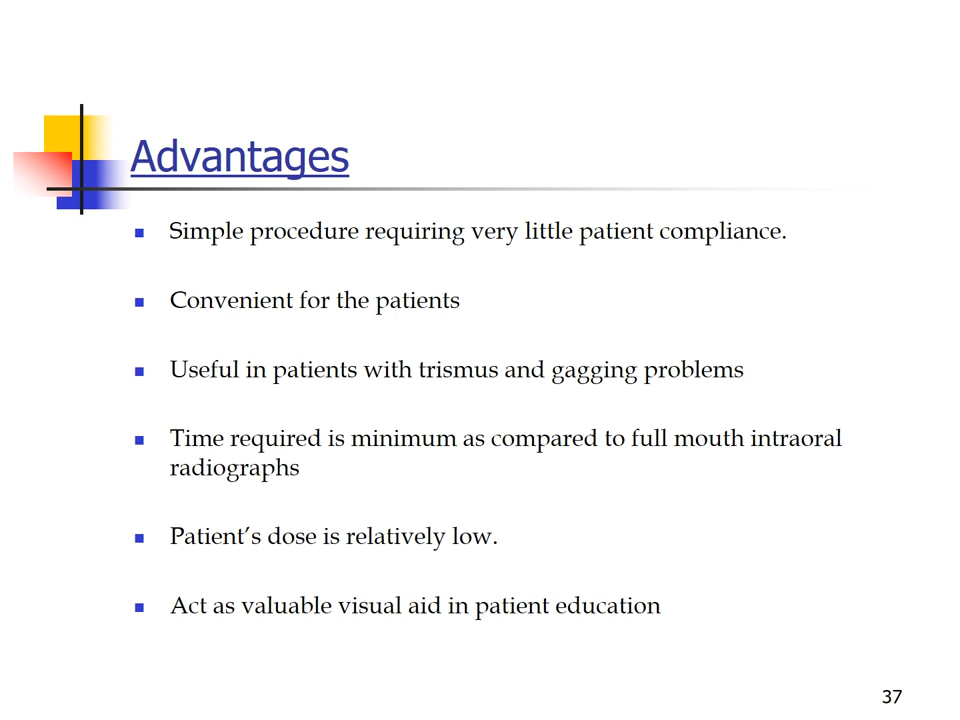 Advantages
Simple procedure requiring very little patient compliance.
Convenient for the patients
Useful in patients with trismus and gagging problems
Time required is minimum as compared to full mouth intraoral
radiographs
Patient’s dose is relatively low.
Act as valuable visual aid in patient education
37